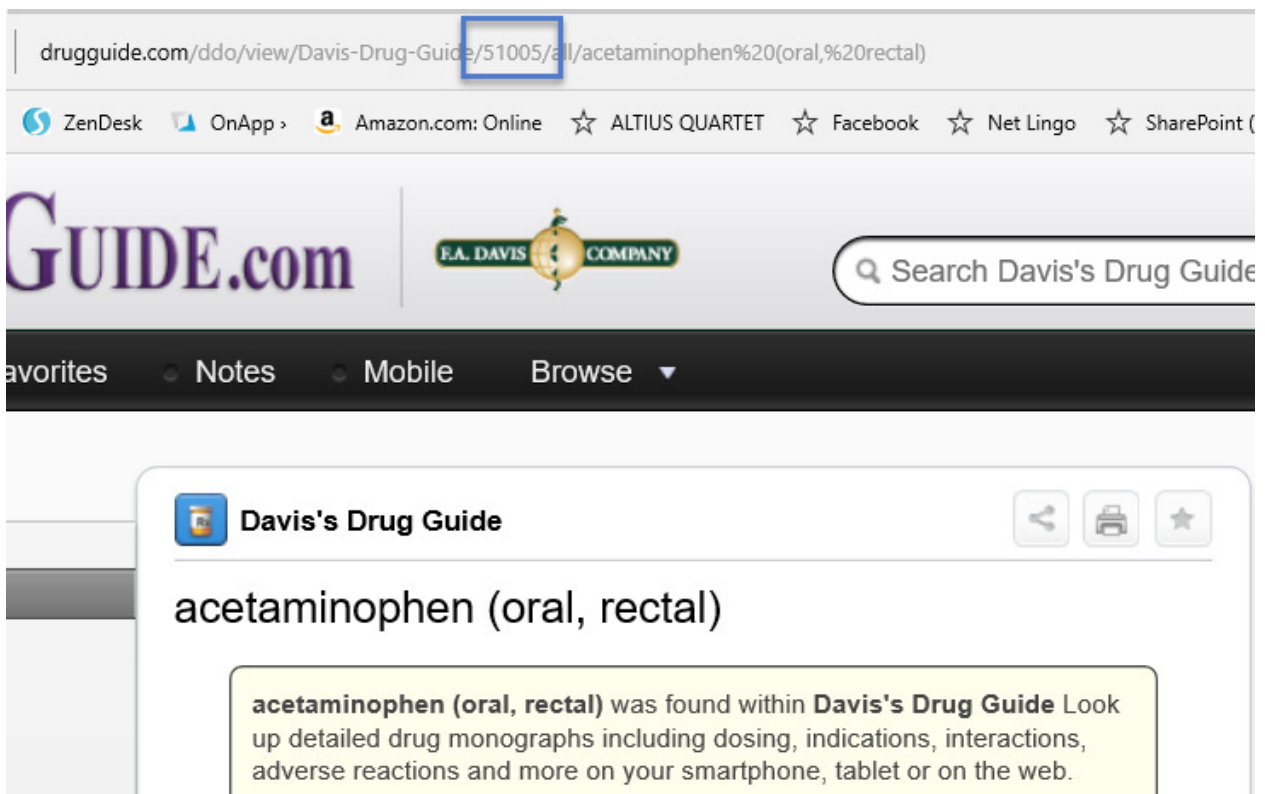 drugguide.com/ddo/view/Davis-Drug-Guide/51005/all/acetaminophen%20(oral,%20rectal)
ZenDesk OnApp › Amazon.com: Online ALTIUS QUARTET Facebook Net Lingo SharePoint (
GUIDE.com F.A. DAVIS COMPANY Search Davis's Drug Guide
avorites Notes Mobile Browse
Davis's Drug Guide
acetaminophen (oral, rectal)
acetaminophen (oral, rectal) was found within Davis's Drug Guide Look
up detailed drug monographs including dosing, indications, interactions,
adverse reactions and more on your smartphone, tablet or on the web.